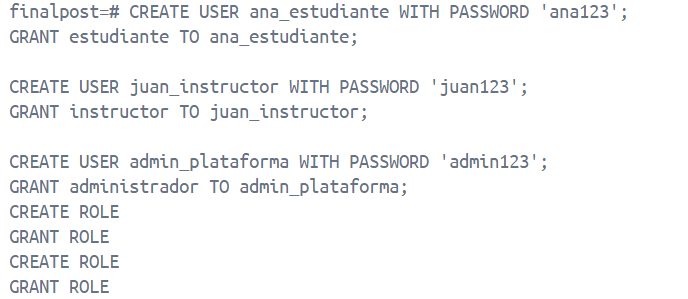 finalpost=# CREATE USER ana_estudiante WITH PASSWORD 'ana123';
GRANT estudiante TO ana_estudiante;
CREATE USER juan_instructor WITH PASSWORD 'juan123';
GRANT instructor TO juan_instructor;
CREATE USER admin_plataforma WITH PASSWORD 'admin123';
GRANT administrador TO admin_plataforma;
CREATE ROLE
GRANT ROLE
CREATE ROLE
GRANT ROLE